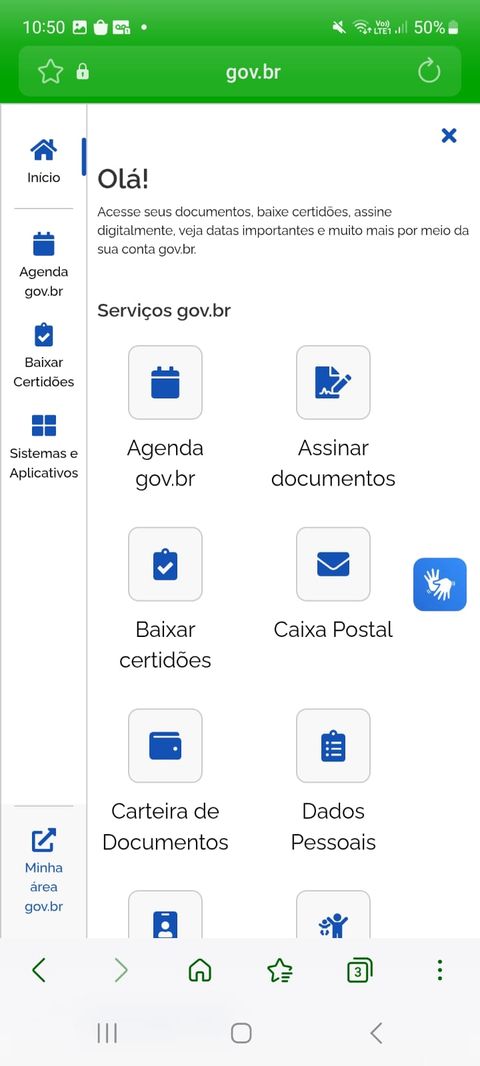 10:50
Vo)) LTE1 50%
gov.br
Início
Agenda
gov.br
Baixar
Certidões
Sistemas e
Aplicativos
Minha
área
gov.br
Olá!
Acesse seus documentos, baixe certidões, assine
digitalmente, veja datas importantes e muito mais por meio da
sua conta gov.br.
Serviços gov.br
Agenda
gov.br
Assinar
documentos
Baixar
certidões
Caixa Postal
Carteira de
Documentos
Dados
Pessoais
3